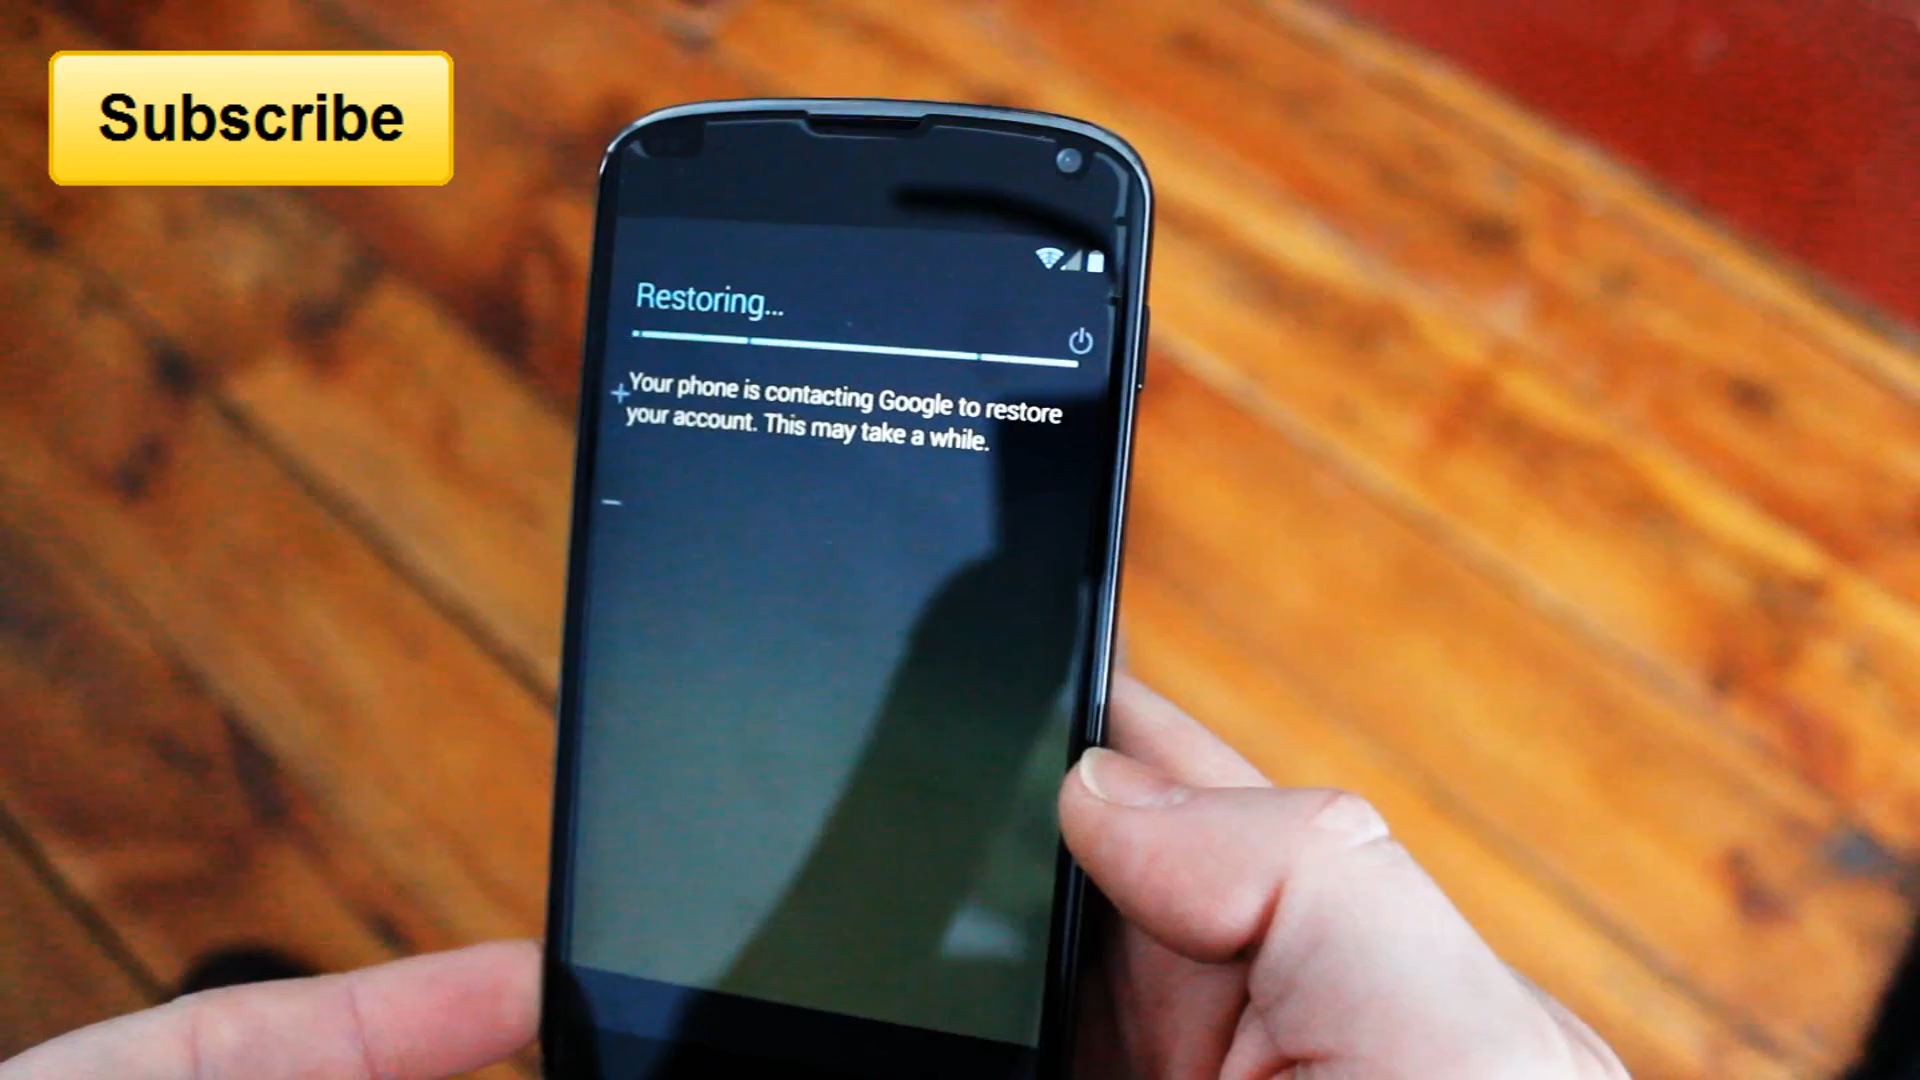 Subscribe
Restoring...
Your phone is contacting Google to restore
your account. This may take a while.